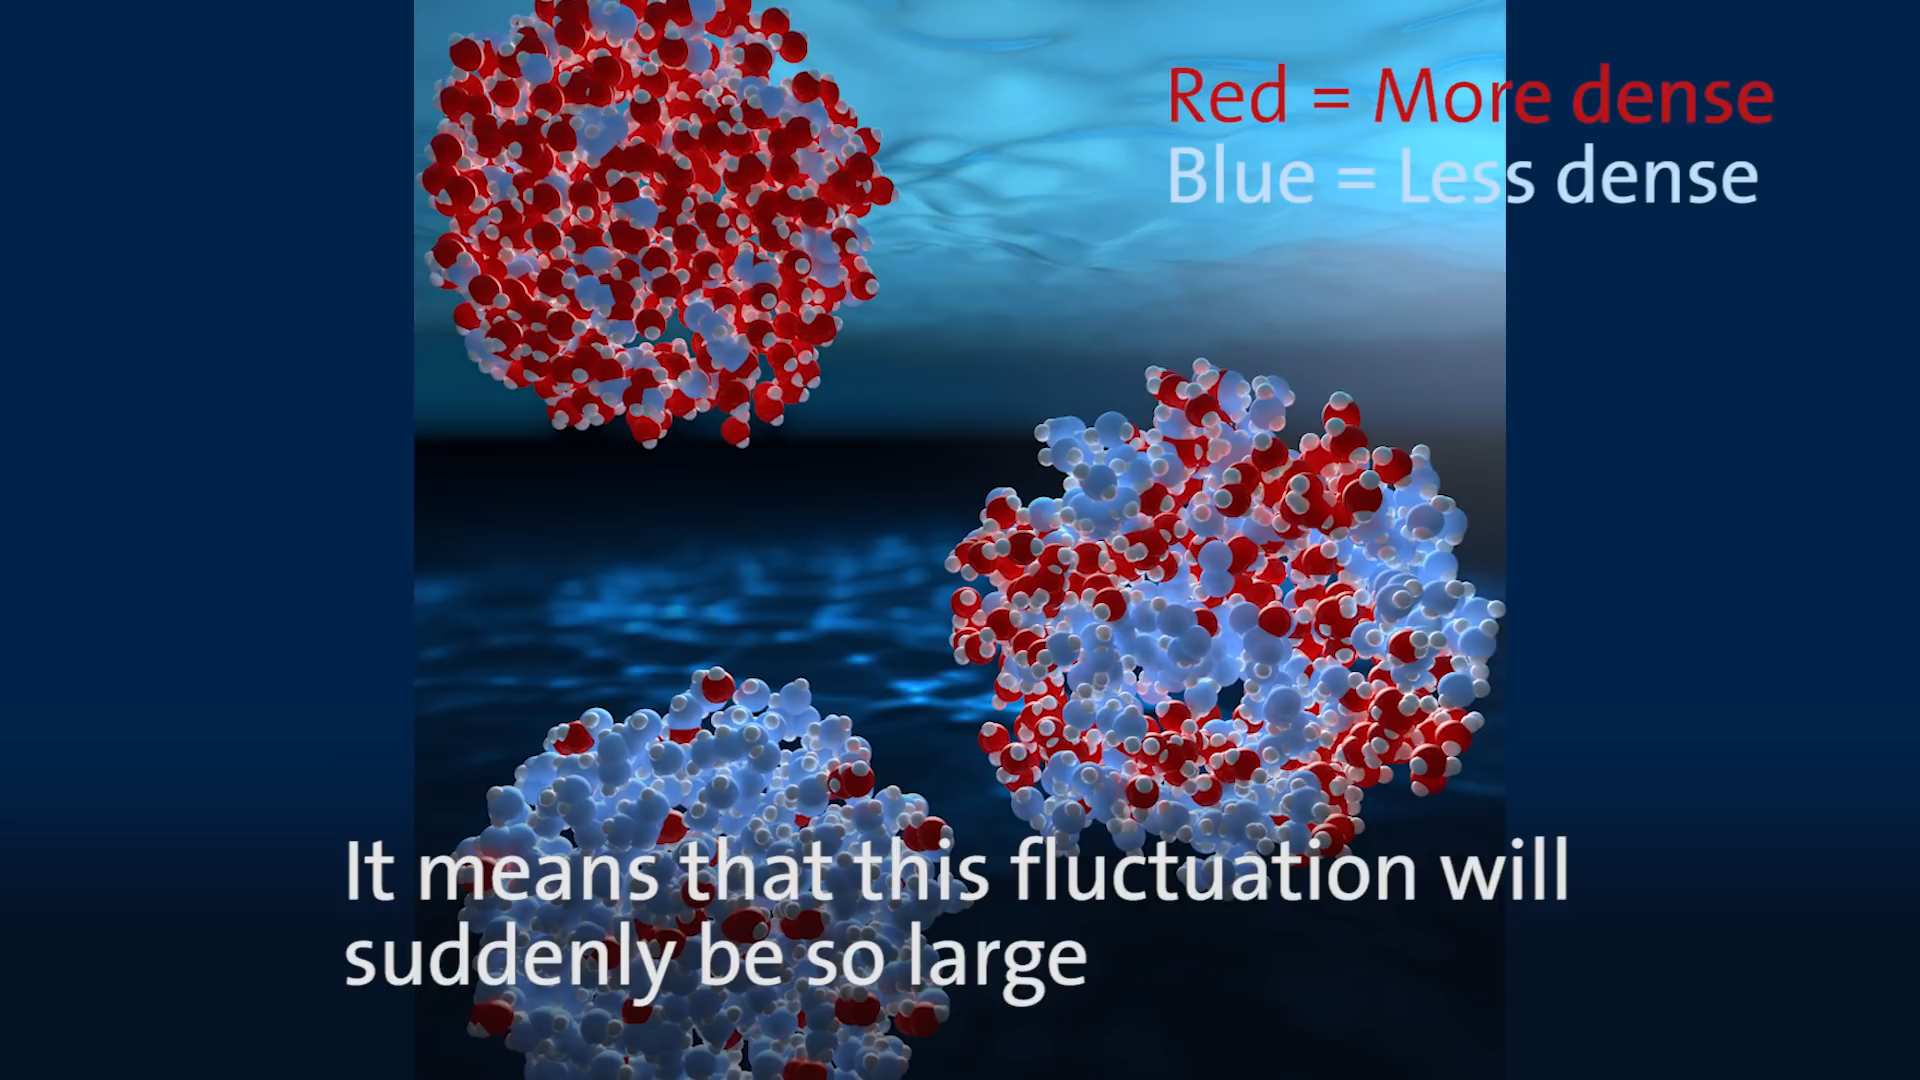 Red = More dense
Blue = Less dense
It means that this fluctuation will
suddenly be so large